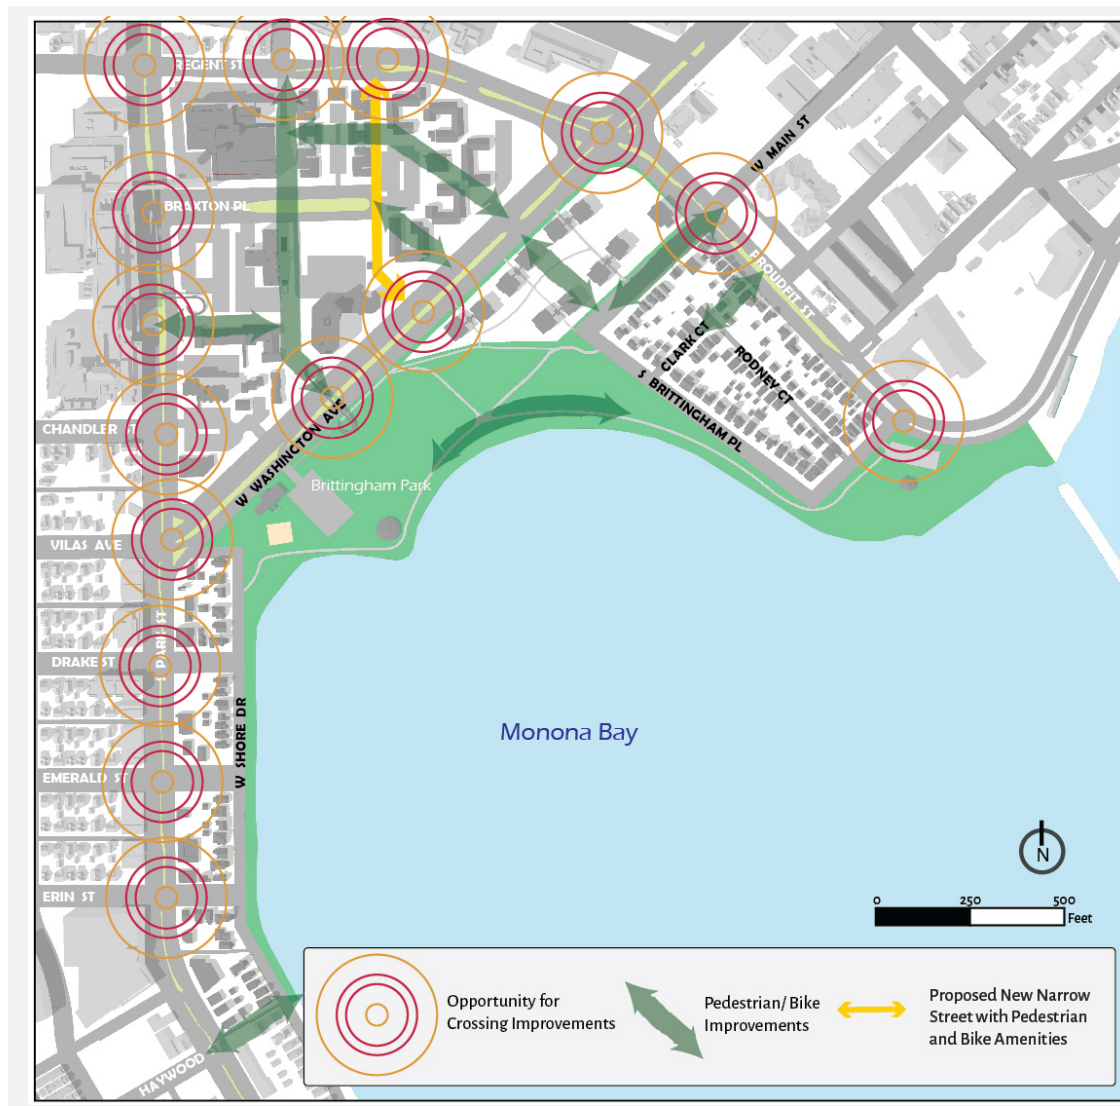 REGENT ST
W MAIN ST
BRAXTON PL
PROUDFIT ST
CLARK CT
RODNEY CT
S BRITTINGHAM PL
CHANDLER ST
W WASHINGTON AVE
Brittingham Park
VILAS AVE
S PARK ST
DRAKE ST
W SHORE DR
Monona Bay
EMERALD ST
N
ERIN ST
0 250 500
Feet
HAYWOOD
Opportunity for
Crossing Improvements
Pedestrian/ Bike
Improvements
Proposed New Narrow
Street with Pedestrian
and Bike Amenities